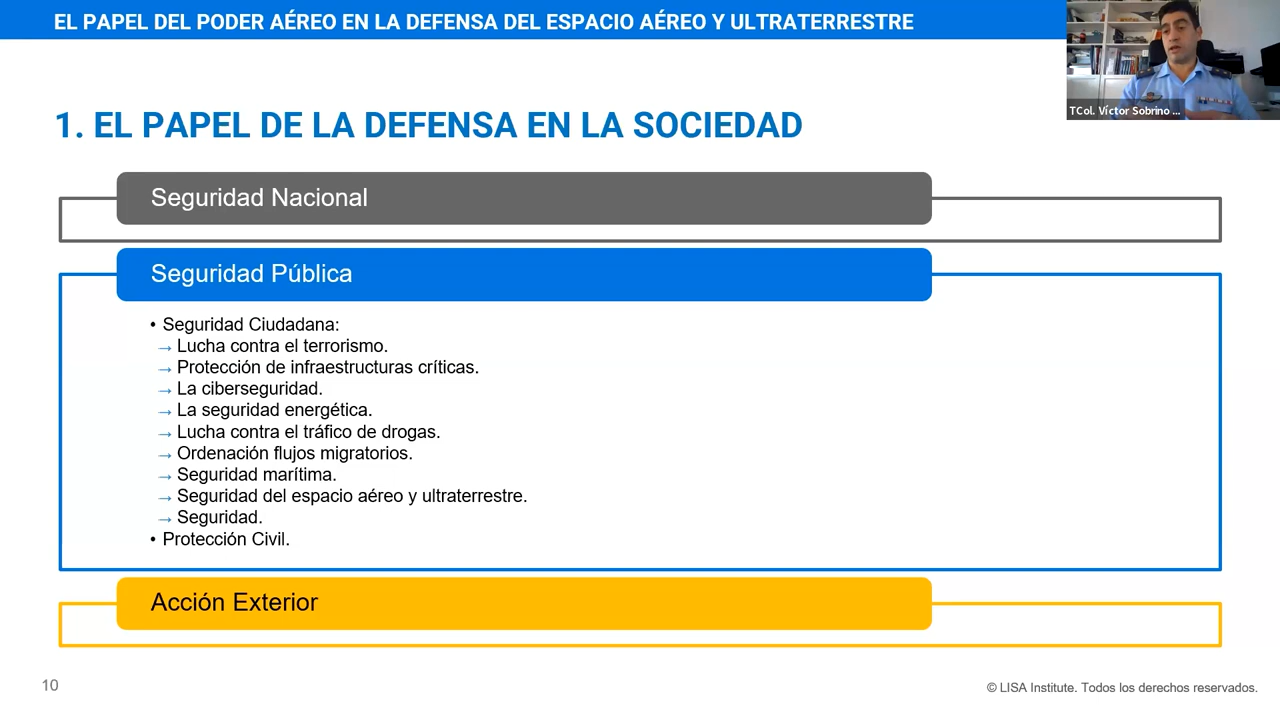 EL PAPEL DEL PODER AÉREO EN LA DEFENSA DEL ESPACIO AÉREO Y ULTRATERRESTRE
TCol. Víctor Sobrino ...
1. EL PAPEL DE LA DEFENSA EN LA SOCIEDAD
Seguridad Nacional
Seguridad Pública
• Seguridad Ciudadana:
→ Lucha contra el terrorismo.
→ Protección de infraestructuras críticas.
→ La ciberseguridad.
→ La seguridad energética.
→ Lucha contra el tráfico de drogas.
→ Ordenación flujos migratorios.
→ Seguridad marítima.
→ Seguridad del espacio aéreo y ultraterrestre.
→ Seguridad.
• Protección Civil.
Acción Exterior
10
© LISA Institute. Todos los derechos reservados.